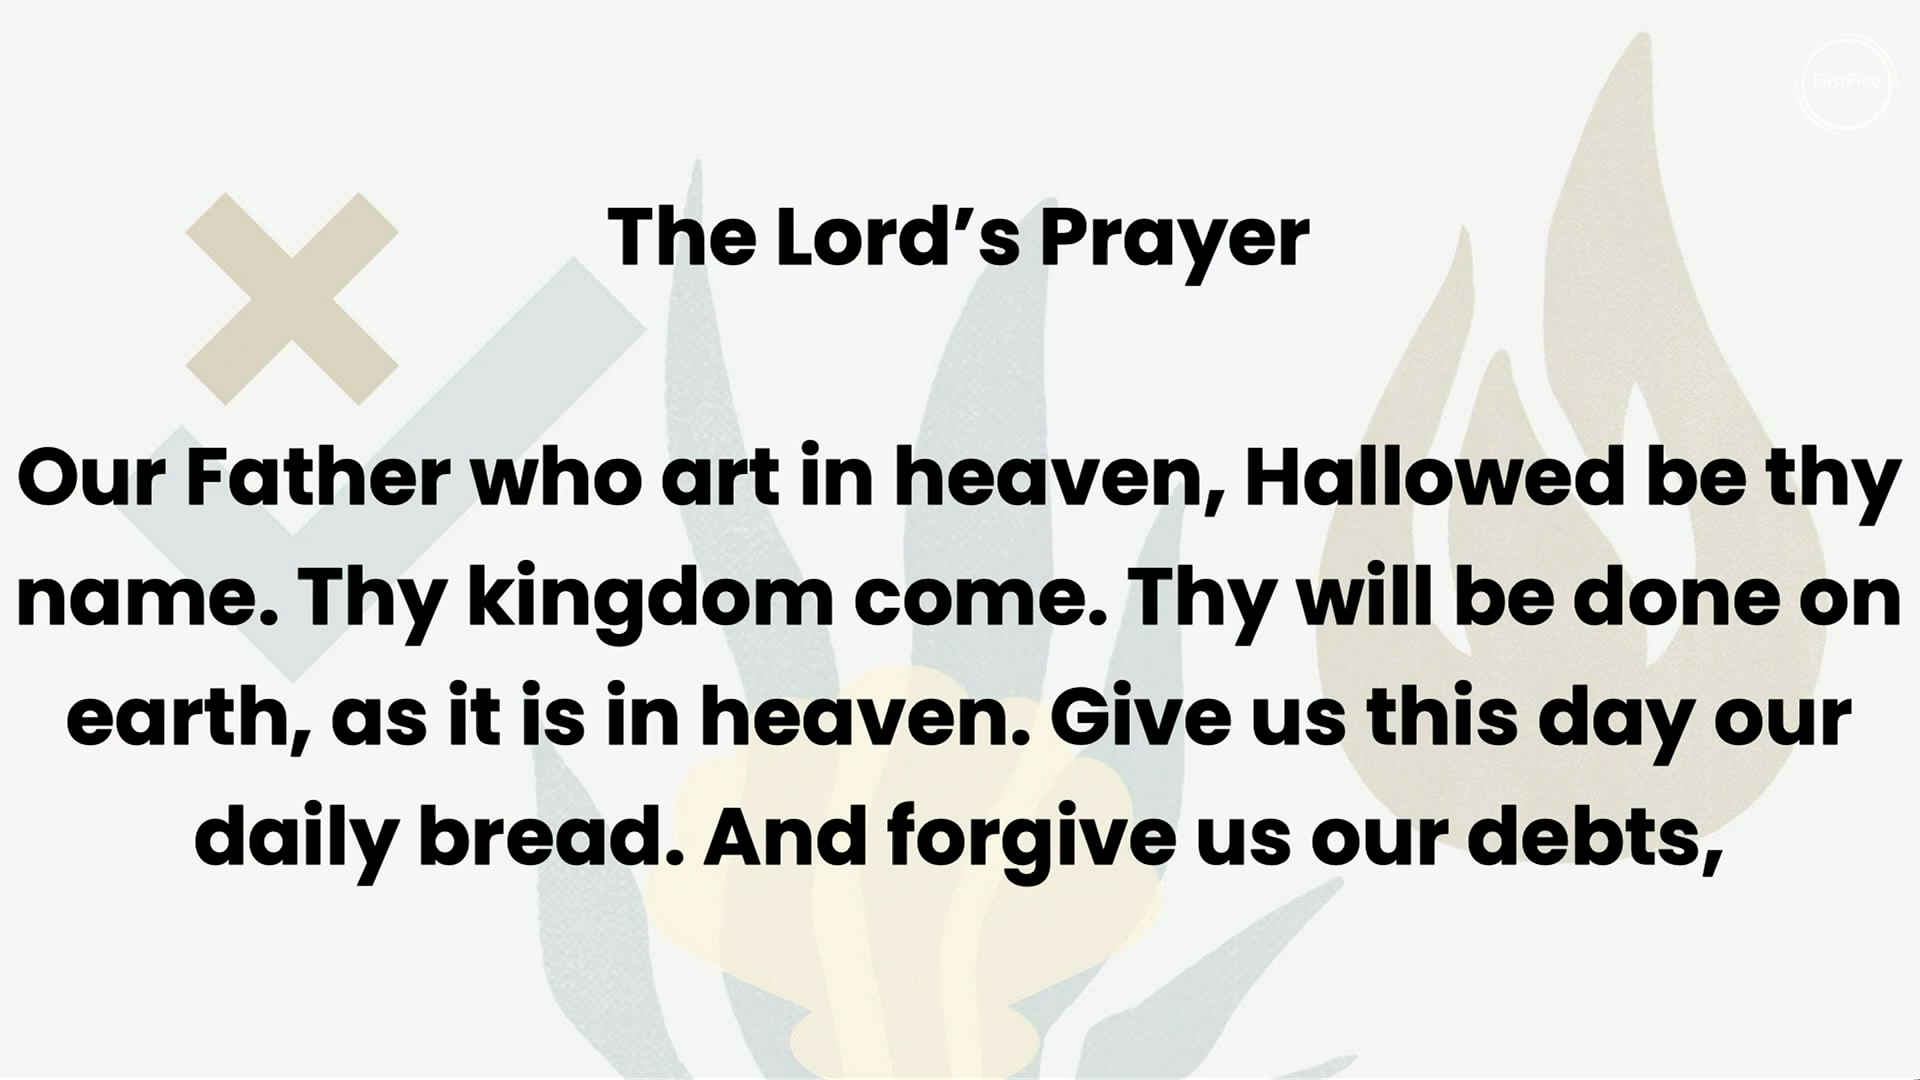 FirstFree
The Lord’s Prayer
Our Father who art in heaven, Hallowed be thy
name. Thy kingdom come. Thy will be done on
earth, as it is in heaven. Give us this day our
daily bread. And forgive us our debts,